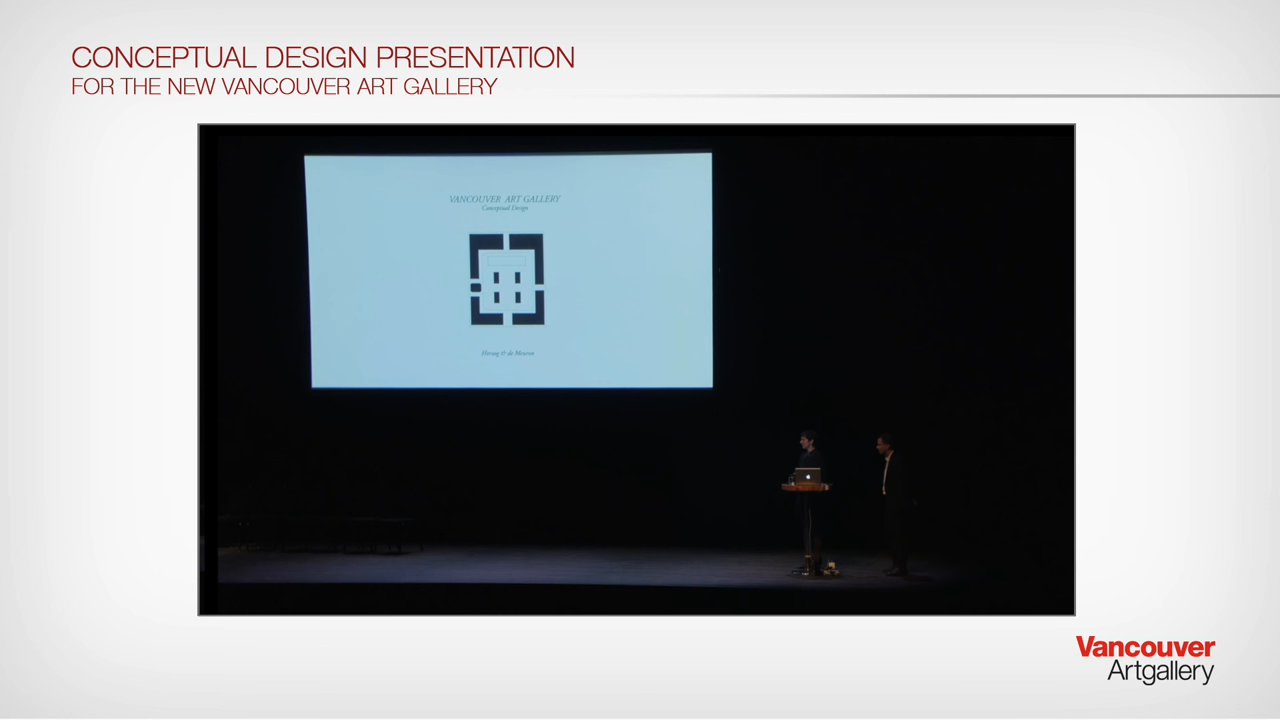 CONCEPTUAL DESIGN PRESENTATION
FOR THE NEW VANCOUVER ART GALLERY
VANCOUVER ART GALLERY
Conceptual Design
Herzog & de Meuron
Vancouver
Artgallery